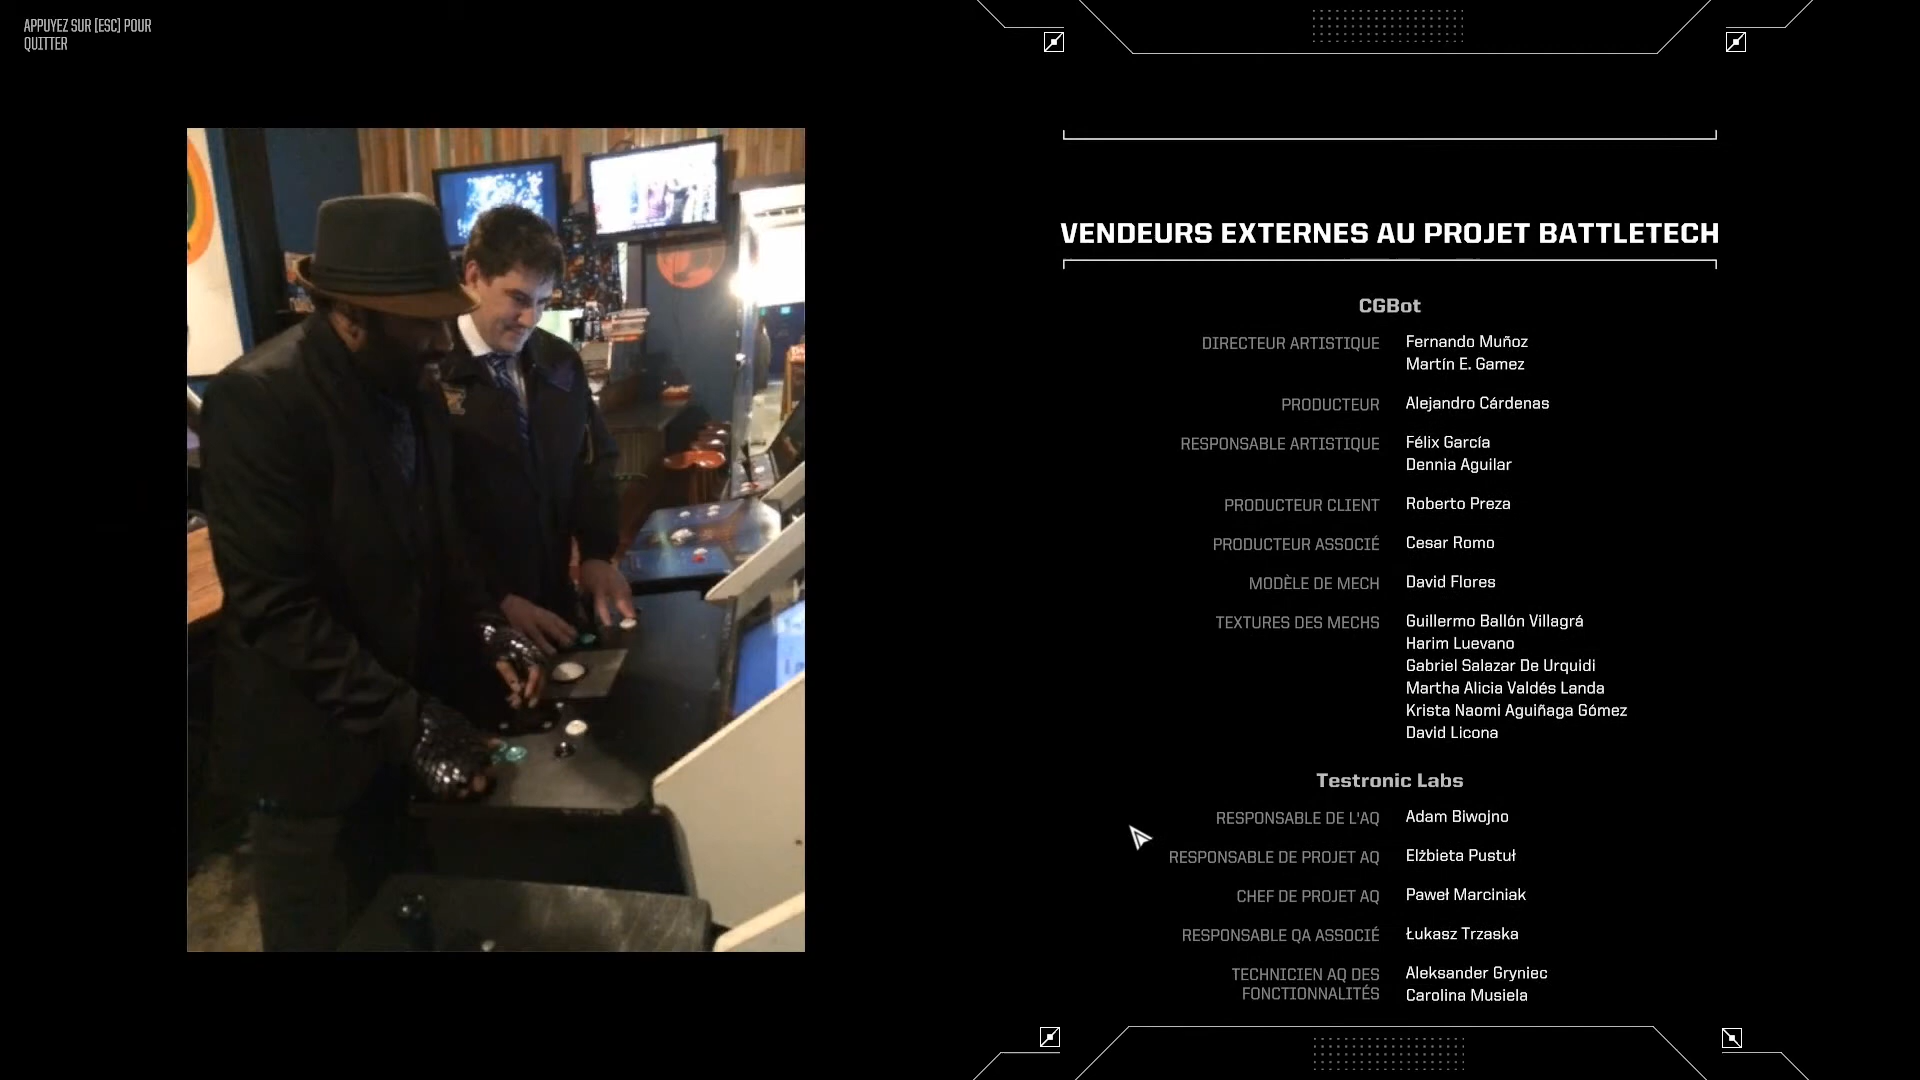 APPUYEZ SUR [ESC] POUR
QUITTER
VENDEURS EXTERNES AU PROJET BATTLETECH
CGBot
DIRECTEUR ARTISTIQUE Fernando Muñoz
Martín E. Gamez
PRODUCTEUR Alejandro Cárdenas
RESPONSABLE ARTISTIQUE Félix García
Dennia Aguilar
PRODUCTEUR CLIENT Roberto Preza
PRODUCTEUR ASSOCIÉ Cesar Romo
MODÈLE DE MECH David Flores
TEXTURES DES MECHS Guillermo Ballón Villagrá
Harim Luevano
Gabriel Salazar De Urquidi
Martha Alicia Valdés Landa
Krista Naomi Aguiñaga Gómez
David Licona
Testronic Labs
RESPONSABLE DE L'AQ Adam Biwojno
RESPONSABLE DE PROJET AQ Elżbieta Pustuł
CHEF DE PROJET AQ Paweł Marciniak
RESPONSABLE QA ASSOCIÉ Łukasz Trzaska
TECHNICIEN AQ DES Aleksander Gryniec
FONCTIONNALITÉS Carolina Musiela